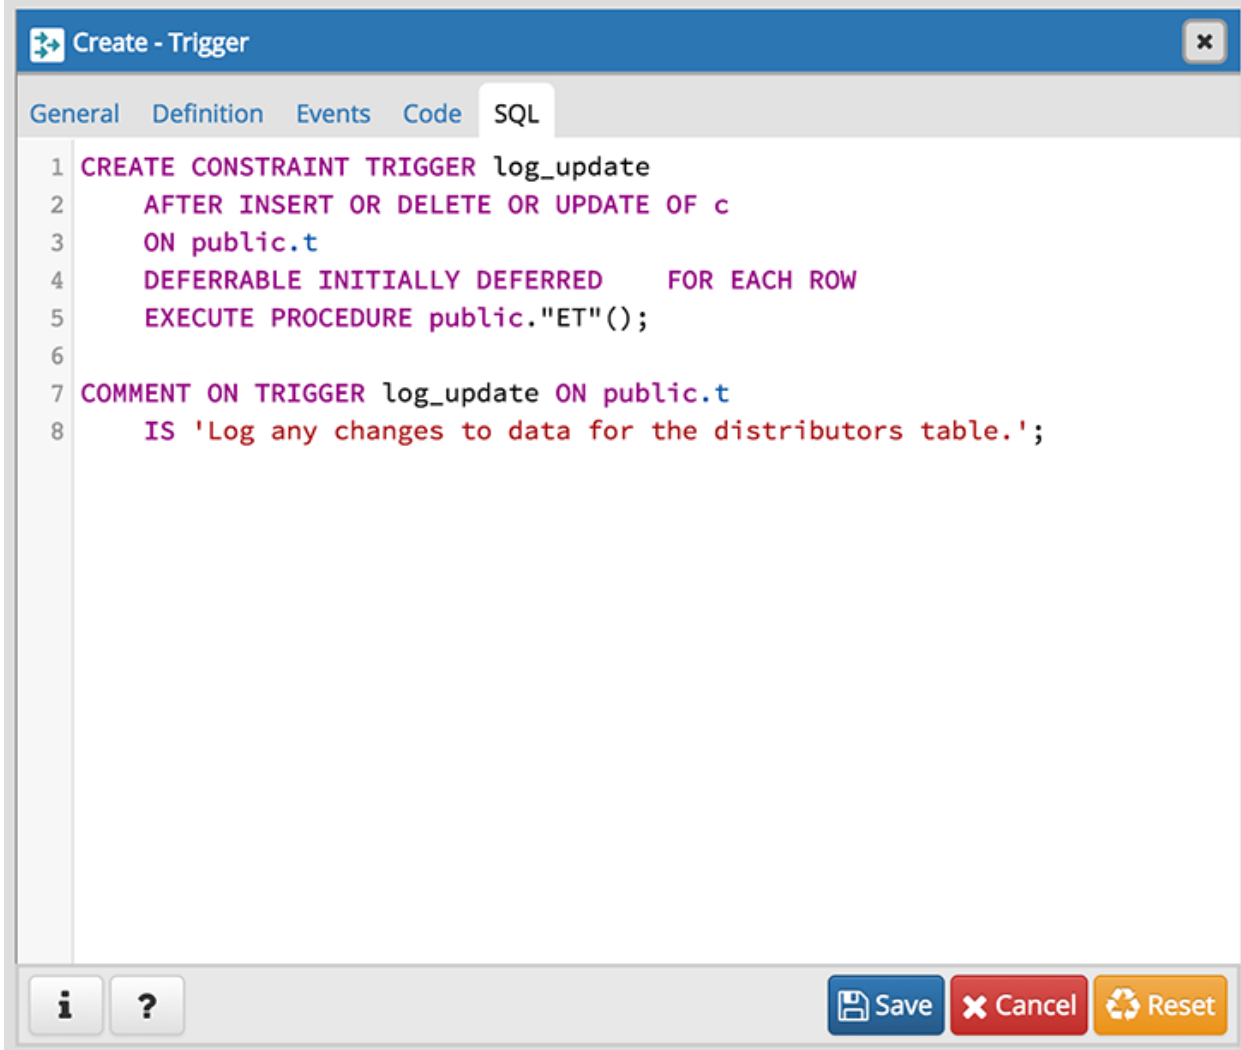 Create - Trigger
General Definition Events Code SQL
1 CREATE CONSTRAINT TRIGGER log_update
2 AFTER INSERT OR DELETE OR UPDATE OF c
3 ON public.t
4 DEFERRABLE INITIALLY DEFERRED    FOR EACH ROW
5 EXECUTE PROCEDURE public."ET"();
6
7 COMMENT ON TRIGGER log_update ON public.t
8 IS 'Log any changes to data for the distributors table.';
i ? Save Cancel Reset